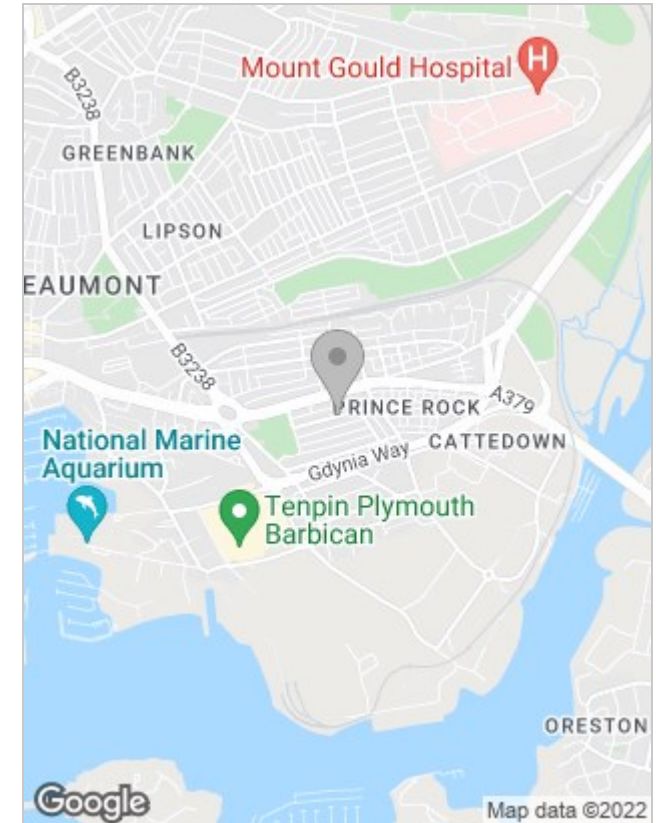 Mount Gould Hospital
H
B3238
GREENBANK
LIPSON
EAUMONT
B3238
PRINCE ROCK
A379
National Marine
Aquarium
CATTEDOWN
Gdynia Way
Tenpin Plymouth
Barbican
ORESTON
Google
Map data ©2022